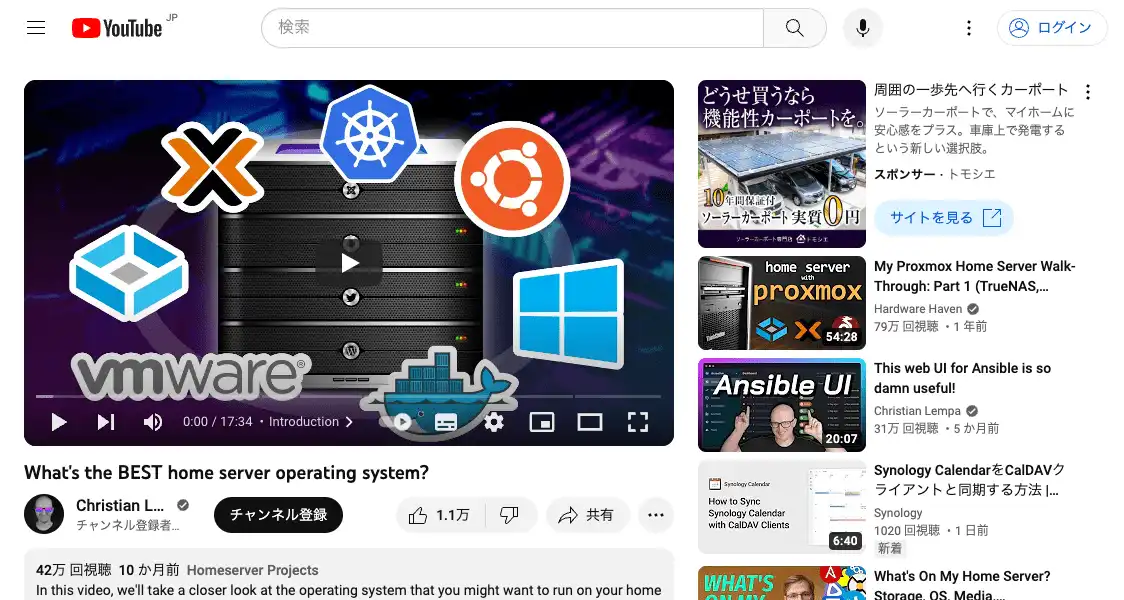 YouTube JP
検索
ログイン
vmware®
0:00 / 17:34 • Introduction
What's the BEST home server operating system?
Christian L...
チャンネル登録者...
チャンネル登録
1.1万
共有
42万 回視聴 10 か月前 Homeserver Projects
In this video, we'll take a closer look at the operating system that you might want to run on your home
どうせ買うなら
機能性カーポートを。
10年間保証付
ソーラーカーポート実質0円
ソーラーカーポート専門店 トモシエ
周囲の一歩先へ行くカーポート
ソーラーカーポートで、マイホームに
安心感をプラス。車庫上で発電する
という新しい選択肢。
スポンサー・トモシエ
サイトを見る
home server
with
proxmox
54:28
My Proxmox Home Server Walk-
Through: Part 1 (TrueNAS,...
Hardware Haven
79万 回視聴・1 年前
Ansible UI
20:07
This web UI for Ansible is so
damn useful!
Christian Lempa
31万 回視聴・5 か月前
Synology Calendar
How to Sync
Synology Calendar
with CalDAV Clients
6:40
Synology CalendarをCalDAVク
ライアントと同期する方法 |...
Synology
1020 回視聴・1 日前
新着
WHAT'S
ON MY
What's On My Home Server?
Storage, OS, Media,...